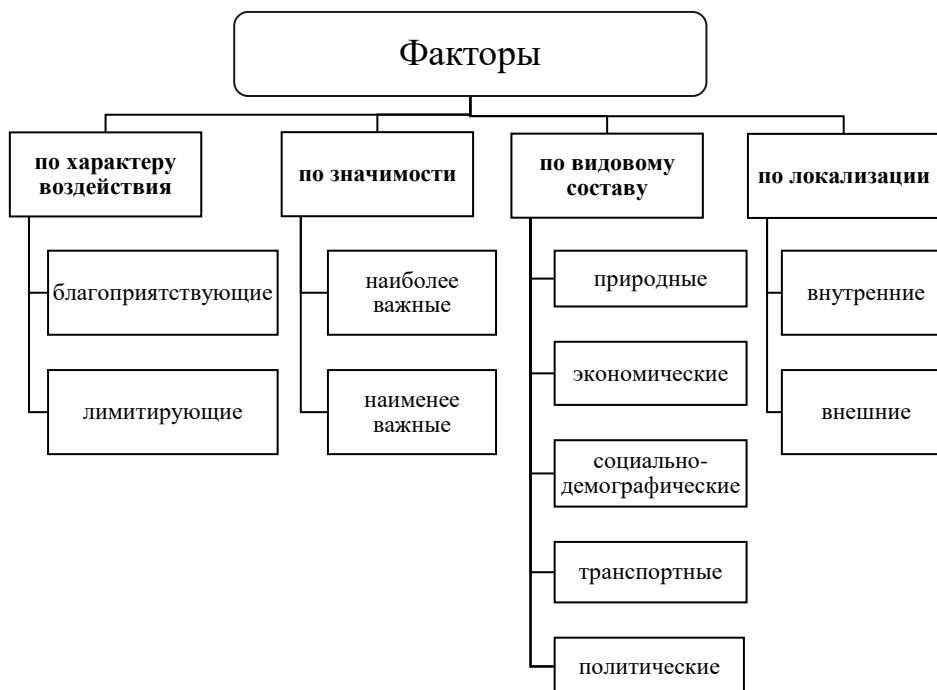 Факторы
по характеру
воздействия
благоприятствующие
лимитирующие
по значимости
наиболее
важные
наименее
важные
по видовому
составу
природные
экономические
социально-
демографические
транспортные
политические
по локализации
внутренние
внешние